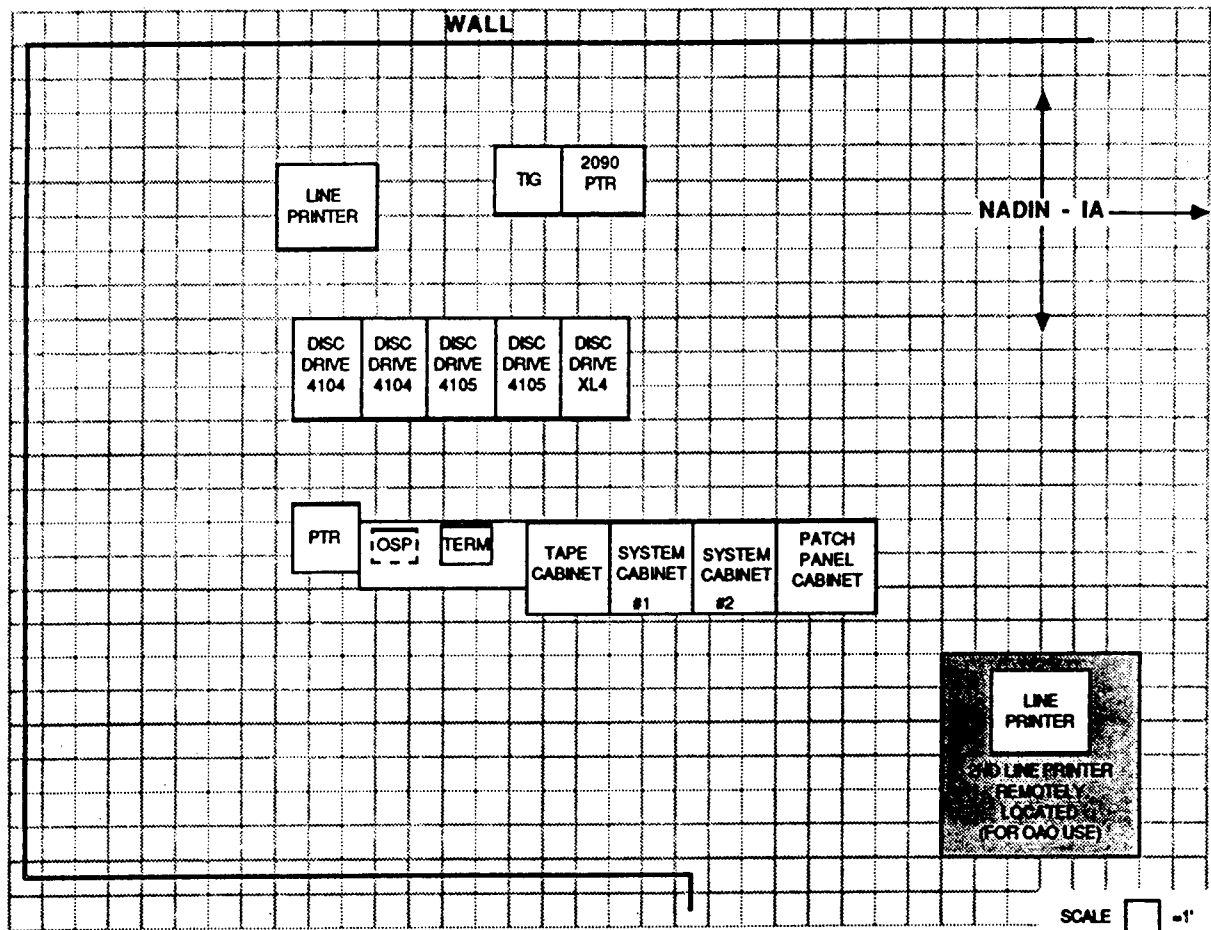 WALL
LINE
PRINTER
TIG
2090
PTR
NADIN - IA
DISC
DRIVE
4104
DISC
DRIVE
4104
DISC
DRIVE
4105
DISC
DRIVE
4105
DISC
DRIVE
XL4
PTR
OSP
TERM
TAPE
CABINET
SYSTEM
CABINET
#1
SYSTEM
CABINET
#2
PATCH
PANEL
CABINET
LINE
PRINTER
2ND LINE PRINTER
REMOTELY
LOCATED
(FOR OAO USE)
SCALE =1'